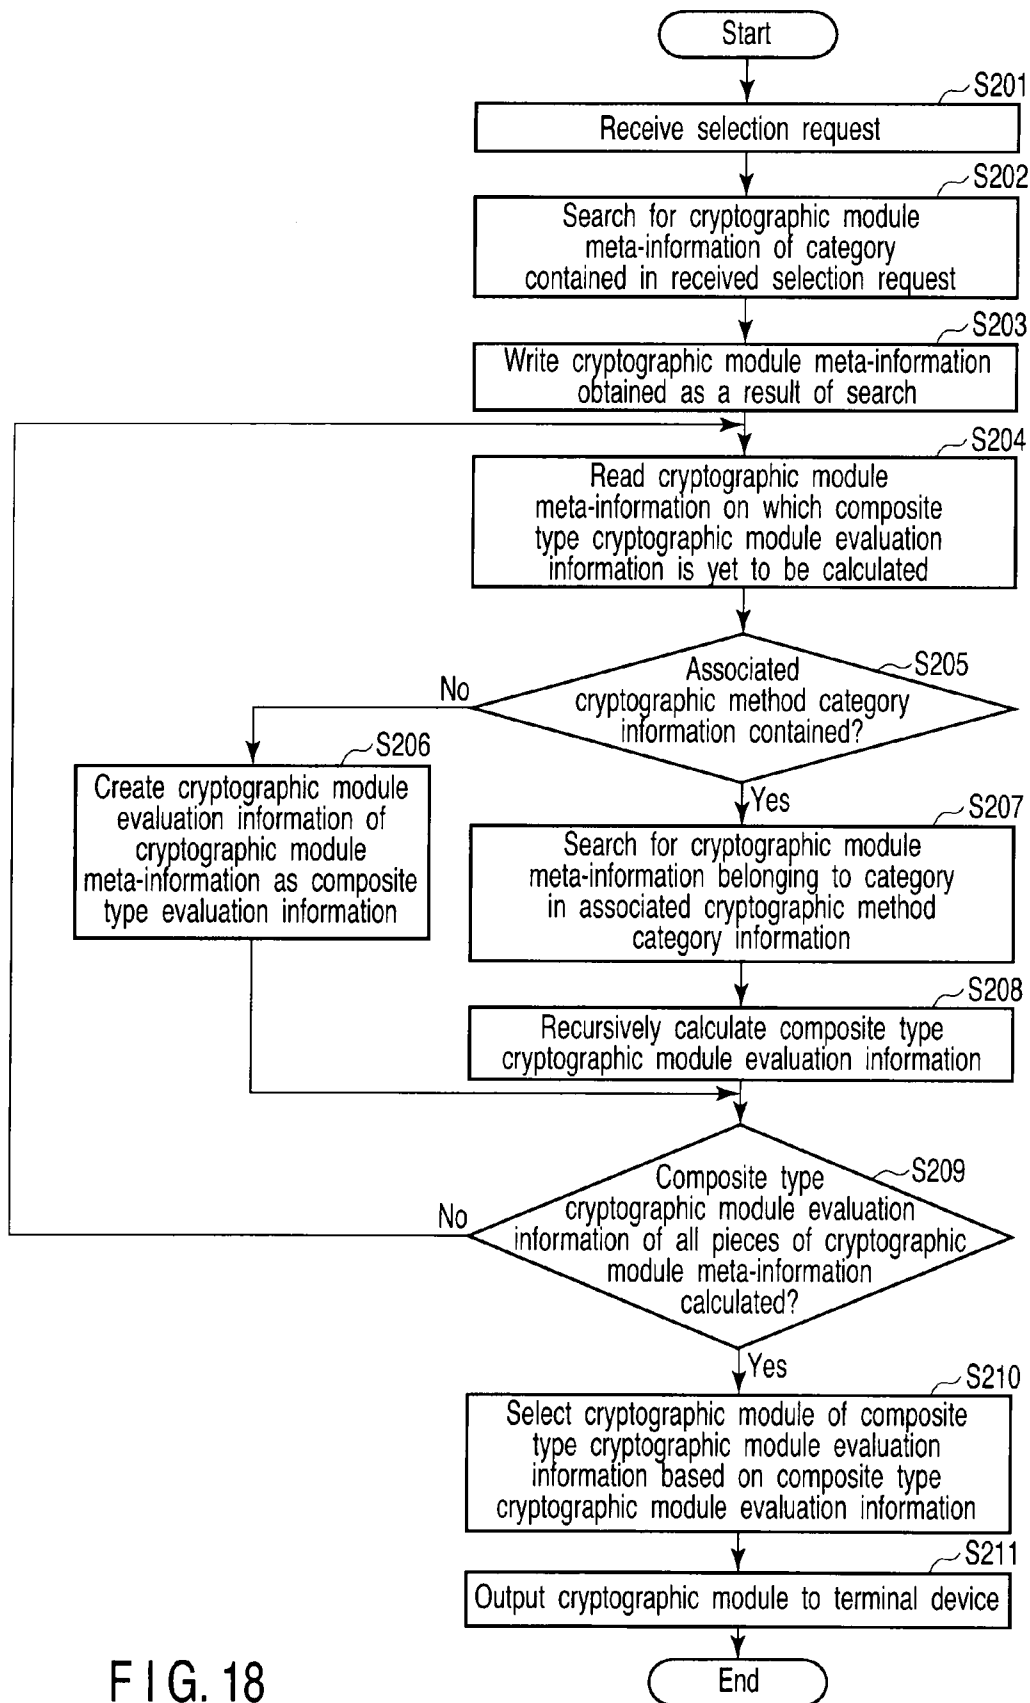 Start
S201
Receive selection request
S202
Search for cryptographic module
meta-information of category
contained in received selection request
S203
Write cryptographic module meta-information
obtained as a result of search
S204
Read cryptographic module
meta-information on which composite
type cryptographic module evaluation
information is yet to be calculated
S205
Associated
cryptographic method category
information contained?
No
S206
Create cryptographic module
evaluation information of
cryptographic module
meta-information as composite
type evaluation information
Yes
S207
Search for cryptographic module
meta-information belonging to category
in associated cryptographic method
category information
S208
Recursively calculate composite type
cryptographic module evaluation information
S209
Composite type
cryptographic module evaluation
information of all pieces of cryptographic
module meta-information
calculated?
No
Yes
S210
Select cryptographic module of composite
type cryptographic module evaluation
information based on composite type
cryptographic module evaluation information
S211
Output cryptographic module to terminal device
End
FIG. 18